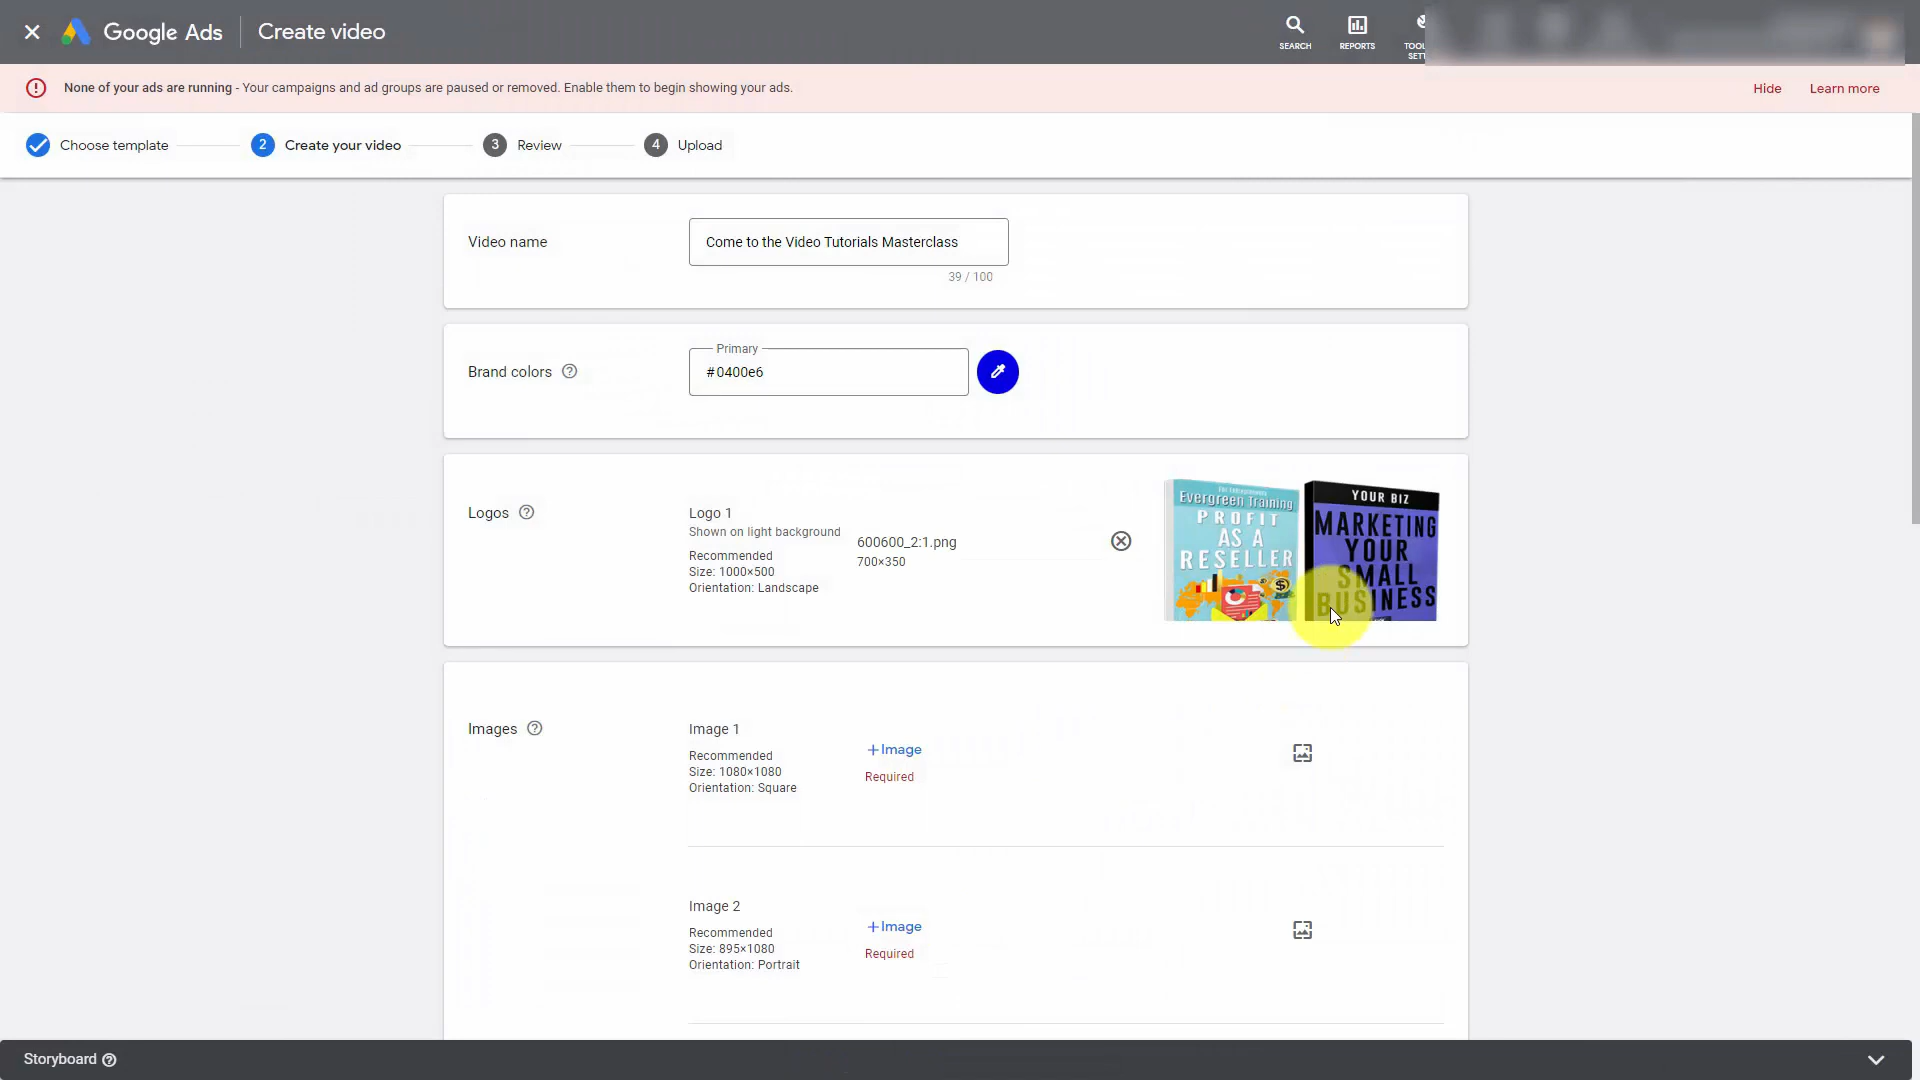 Google Ads
Create video
SEARCH
REPORTS
None of your ads are running - Your campaigns and ad groups are paused or removed. Enable them to begin showing your ads.
Hide
Learn more
Choose template
2
Create your video
3
Review
4
Upload
Video name
Come to the Video Tutorials Masterclass
39 / 100
Brand colors
Primary
#0400e6
Logos
Logo 1
Shown on light background
Recommended
Size: 1000×500
Orientation: Landscape
600600_2:1.png
700×350
For Entrepreneurs
Evergreen Training
PROFIT
AS A
RESELLER
YOUR BIZ
MARKETING
YOUR
SMALL
BUSINESS
Images
Image 1
Recommended
Size: 1080×1080
Orientation: Square
+Image
Required
Image 2
Recommended
Size: 895×1080
Orientation: Portrait
+Image
Required
Storyboard